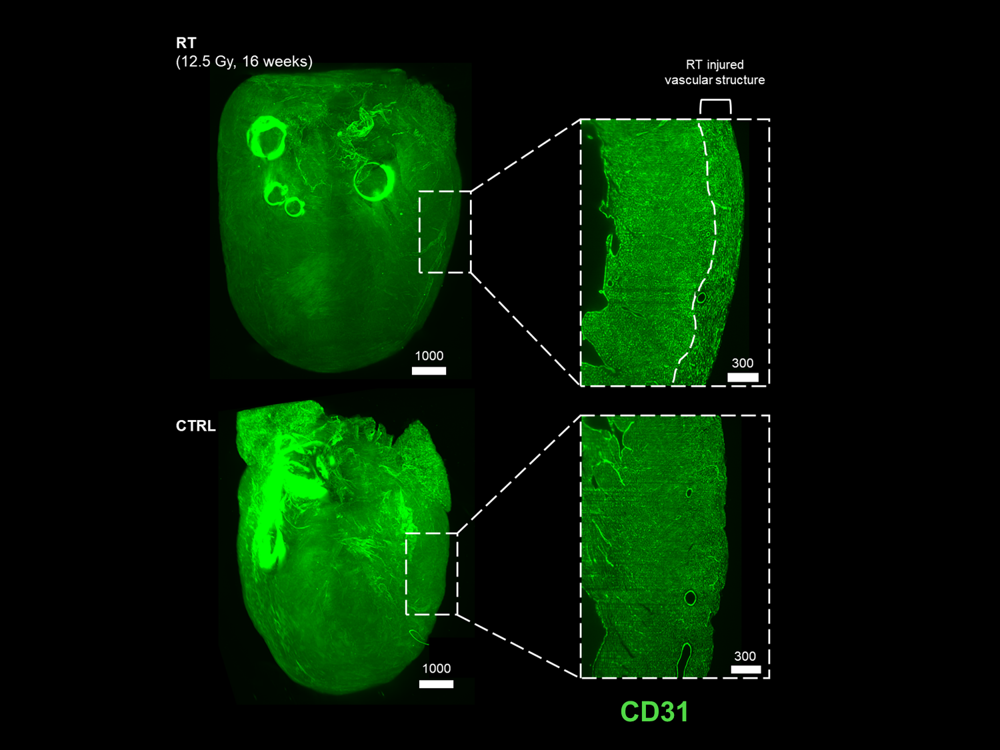 RT
(12.5 Gy, 16 weeks)
RT injured
vascular structure
1000
300
CTRL
1000
300
CD31